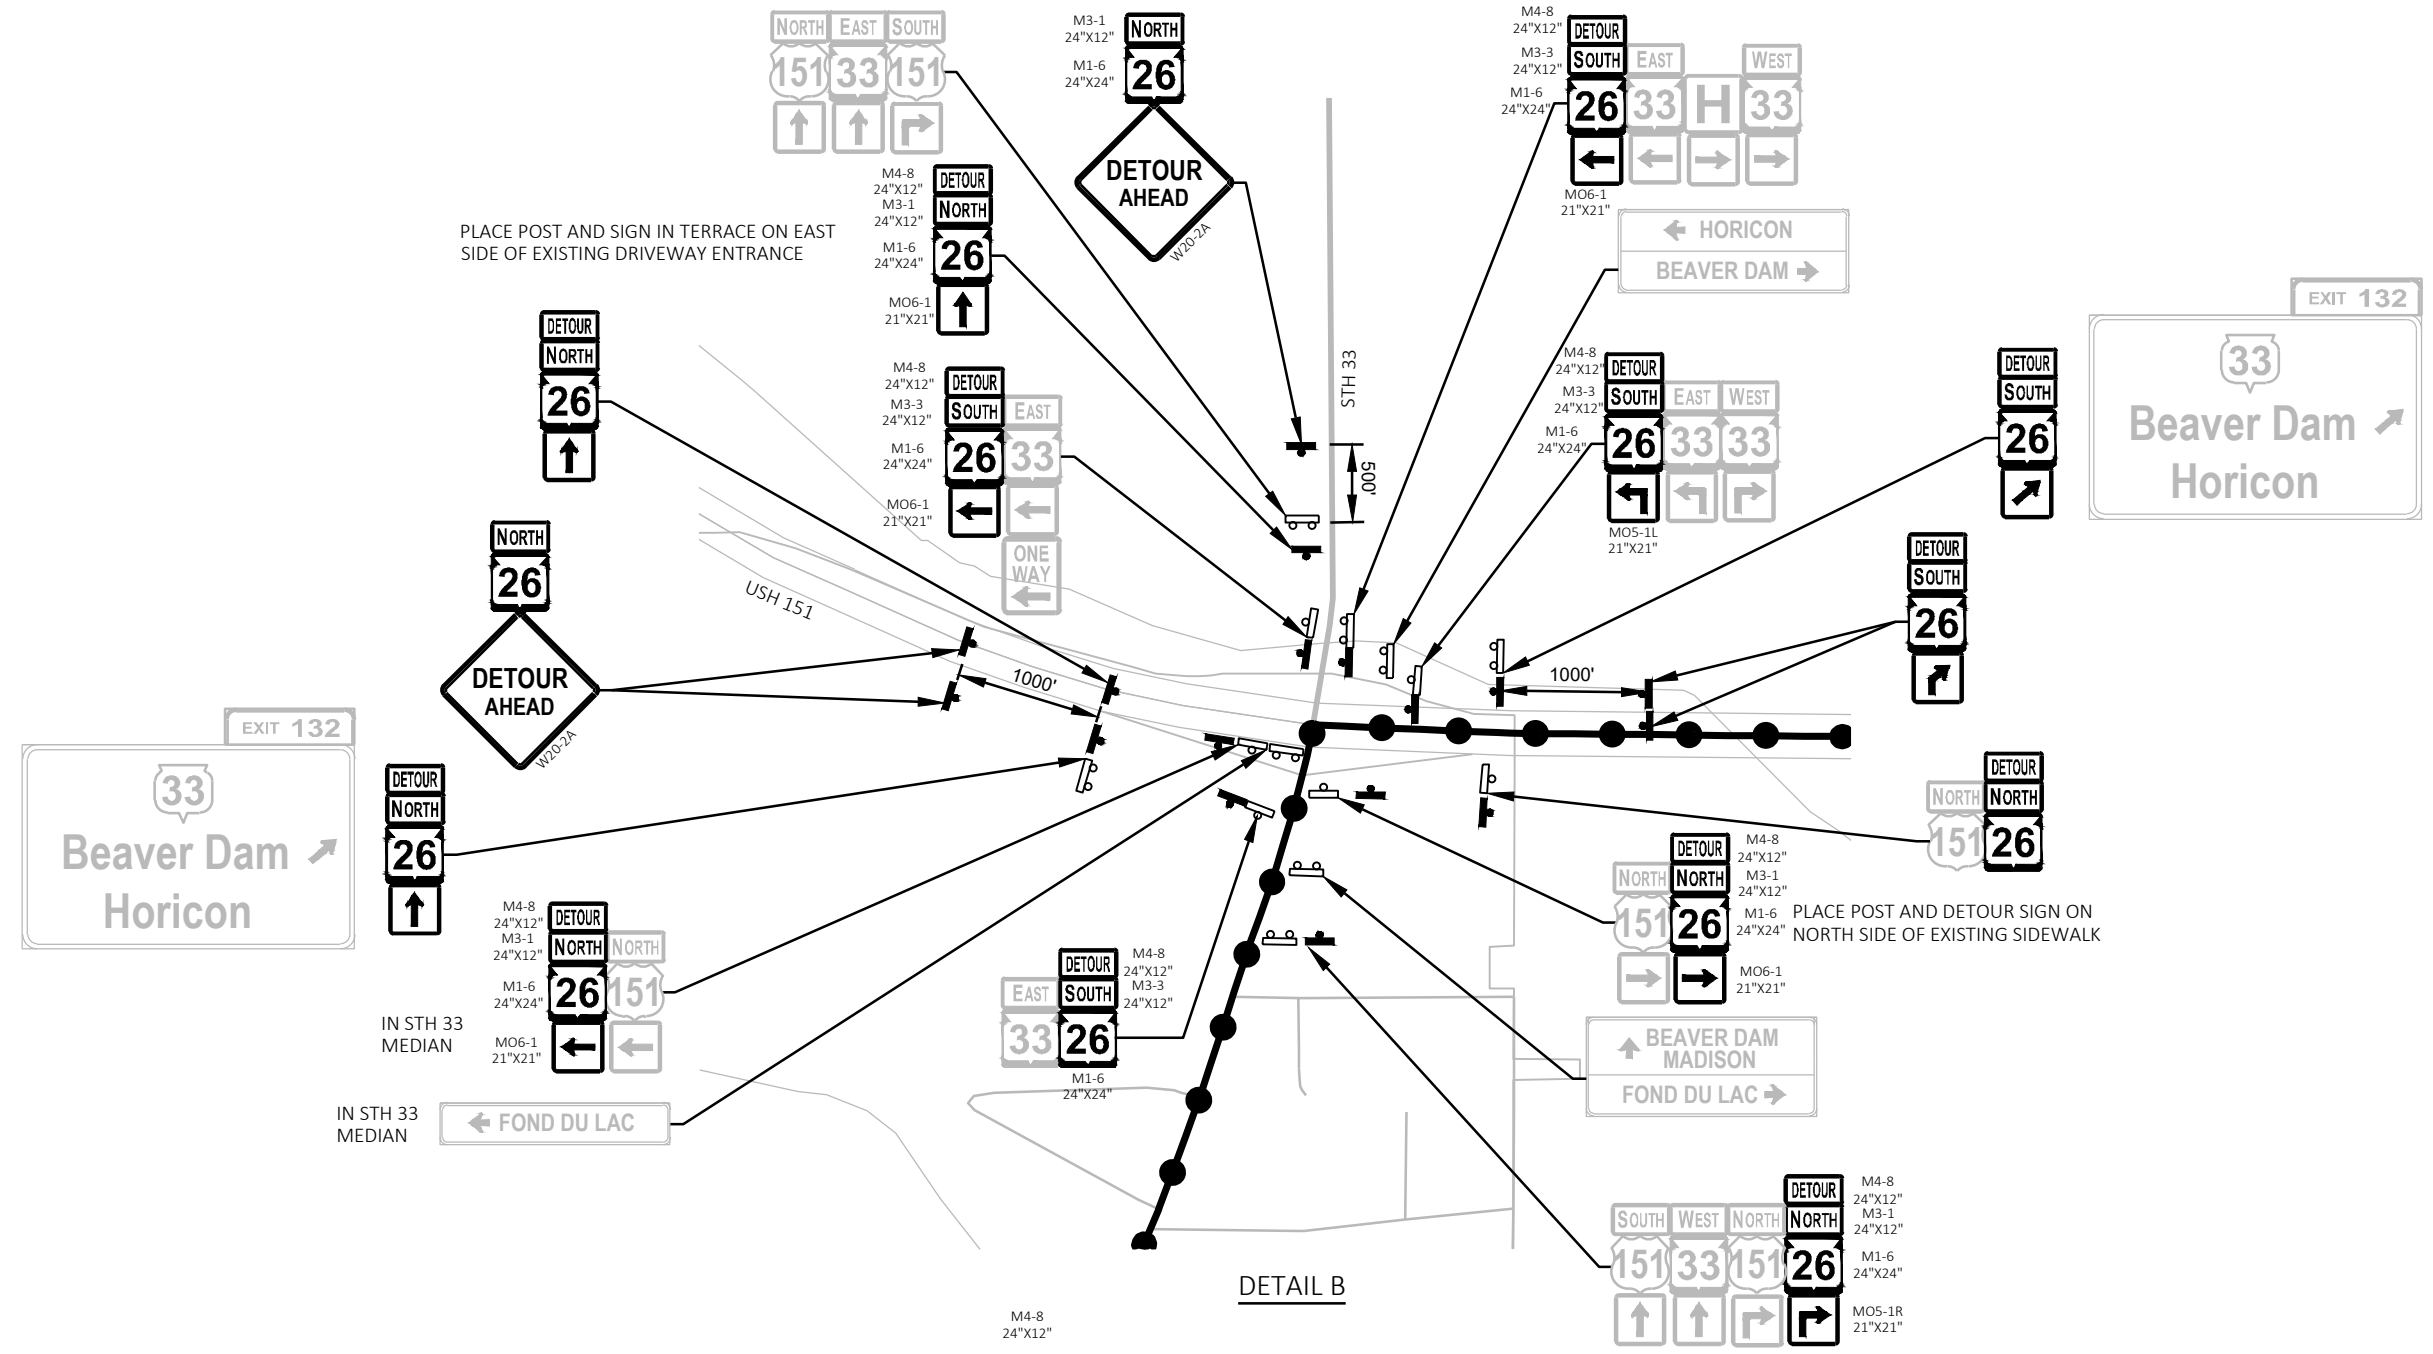 NORTH EAST SOUTH
151 33 151
M3-1
24"X12"
NORTH
M1-6
24"X24"
26
DETOUR
AHEAD
W20-2A
M4-8
24"X12"
DETOUR
M3-3
24"X12"
SOUTH EAST WEST
M1-6
24"X24"
26 33 H 33
MO6-1
21"X21"
HORICON
BEAVER DAM
M4-8
24"X12"
DETOUR
M3-1
24"X12"
NORTH
M1-6
24"X24"
26
MO6-1
21"X21"
PLACE POST AND SIGN IN TERRACE ON EAST
SIDE OF EXISTING DRIVEWAY ENTRANCE
DETOUR
NORTH
26
M4-8
24"X12"
DETOUR
M3-3
24"X12"
SOUTH EAST
M1-6
24"X24"
26 33
MO6-1
21"X21"
ONE
WAY
STH 33
500'
M4-8
24"X12"
DETOUR
M3-3
24"X12"
SOUTH EAST WEST
M1-6
24"X24"
26 33 33
MO5-1L
21"X21"
DETOUR
SOUTH
26
EXIT 132
33
Beaver Dam
Horicon
NORTH
26
DETOUR
AHEAD
W20-2A
USH 151
1000'
1000'
DETOUR
SOUTH
26
EXIT 132
33
Beaver Dam
Horicon
DETOUR
NORTH
26
DETOUR
NORTH NORTH
151 26
M4-8
24"X12"
DETOUR
M3-1
24"X12"
NORTH NORTH
M1-6
24"X24"
26 151
MO6-1
21"X21"
IN STH 33
MEDIAN
IN STH 33
MEDIAN
FOND DU LAC
DETOUR
M4-8
24"X12"
EAST SOUTH
M3-3
24"X12"
33 26
M1-6
24"X24"
DETOUR
M4-8
24"X12"
NORTH NORTH
M3-1
24"X12"
151 26
M1-6
24"X24"
MO6-1
21"X21"
PLACE POST AND DETOUR SIGN ON
NORTH SIDE OF EXISTING SIDEWALK
BEAVER DAM
MADISON
FOND DU LAC
DETOUR
M4-8
24"X12"
SOUTH WEST NORTH NORTH
M3-1
24"X12"
151 33 151 26
M1-6
24"X24"
MO5-1R
21"X21"
DETAIL B
M4-8
24"X12"